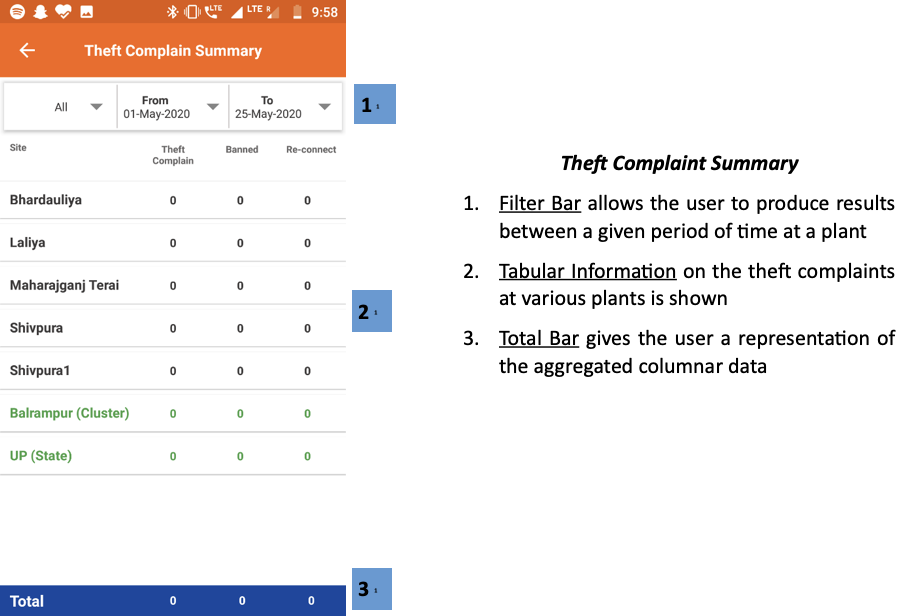 LTE LTE R 9:58
Theft Complain Summary
All From 01-May-2020 To 25-May-2020
1 1
Site Theft Complain Banned Re-connect
Bhardauliya 0 0 0
Laliya 0 0 0
Maharajganj Terai 0 0 0
2 1
Shivpura 0 0 0
Shivpura1 0 0 0
Balrampur (Cluster) 0 0 0
UP (State) 0 0 0
3 1
Total 0 0 0
Theft Complaint Summary
1. Filter Bar allows the user to produce results
between a given period of time at a plant
2. Tabular Information on the theft complaints
at various plants is shown
3. Total Bar gives the user a representation of
the aggregated columnar data